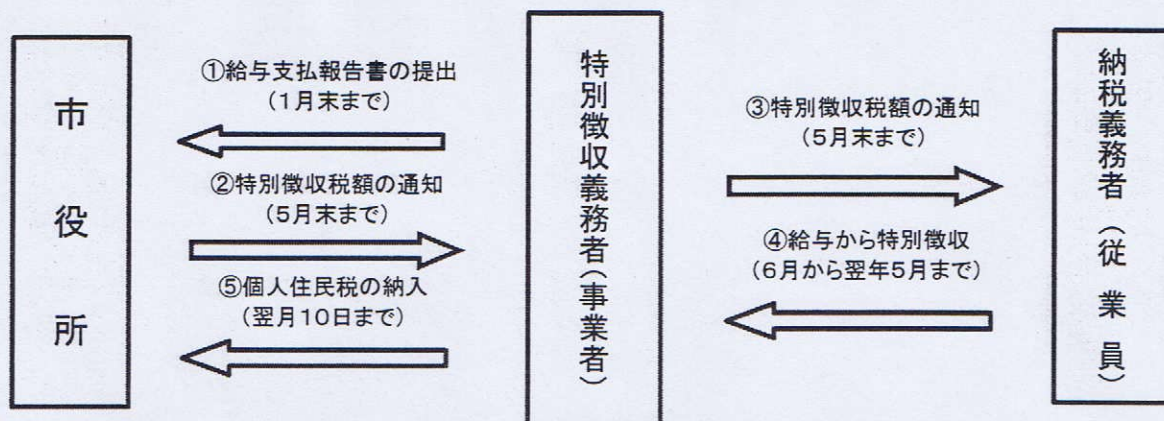 市役所
①給与支払報告書の提出
(1月末まで)
②特別徴収税額の通知
(5月末まで)
⑤個人住民税の納入
(翌月10日まで)
特別徴収義務者(事業者)
③特別徴収税額の通知
(5月末まで)
④給与から特別徴収
(6月から翌年5月まで)
納税義務者(従業員)